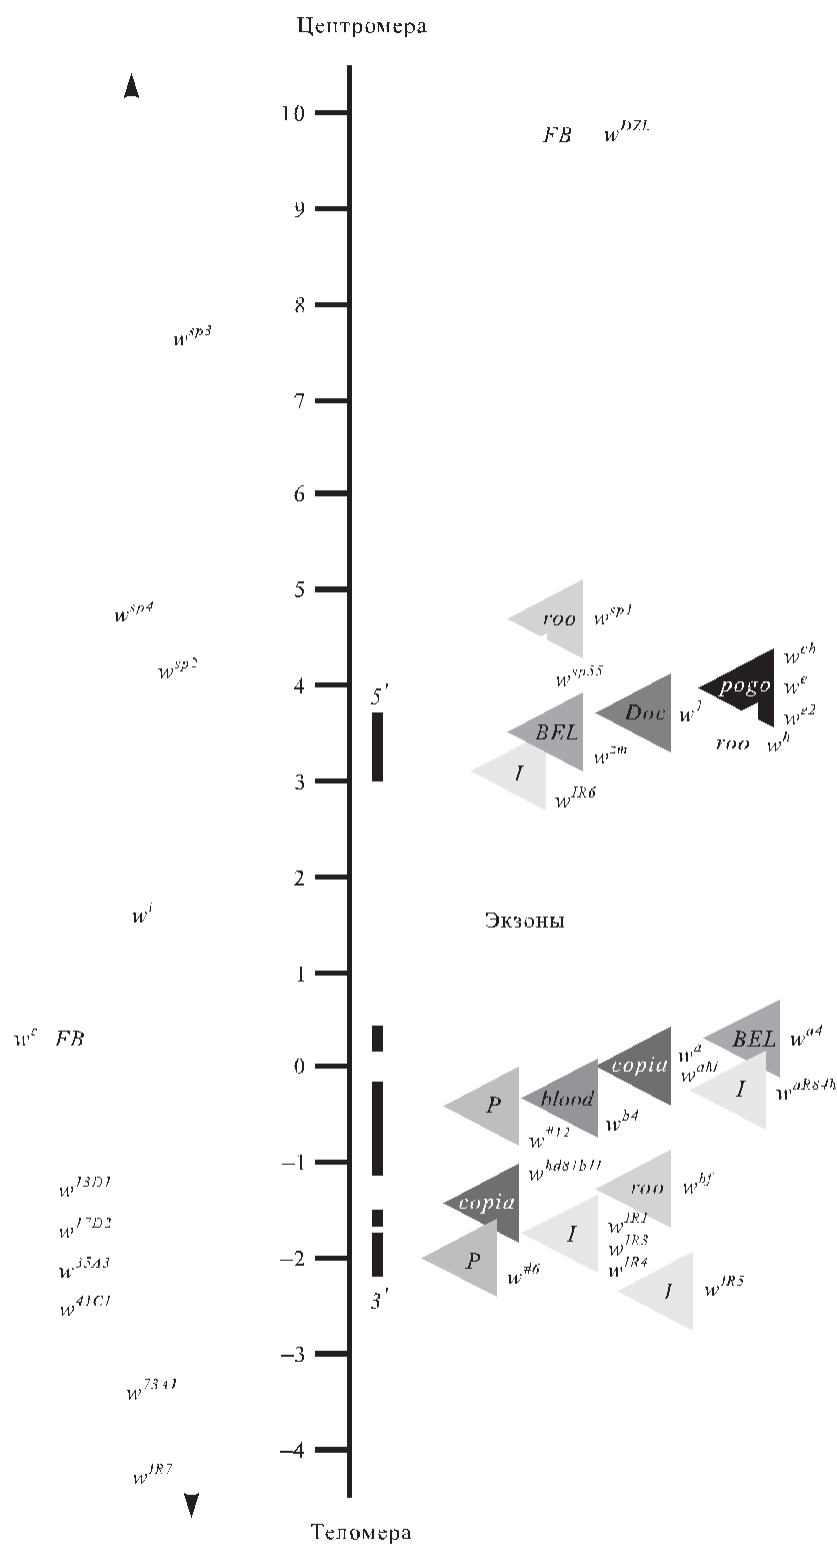 Центромера
10
FB w^DZL
9
8
w^sp3
7
6
5
w^sp4
roo w^sp1
w^sp2
w^sp55
w^ch
4
pogo w^e
5'
Doc w^1
w^e2
BEL
roo w^h
w^zm
I
3
w^IR6
2
w^i
Экзоны
1
w^c FB
BEL w^a4
w^a
0
copia
w^aM
I w^aR84h
P
blood
w^b4
w^#12
–1
w^hd81b11
w^13D1
roo w^hf
copia
w^17D2
w^IR1
I
w^IR3
–2
P
w^35A3
w^IR4
w^#6
I w^IR5
w^41C1
3'
–3
w^73A1
–4
w^IR7
Теломера